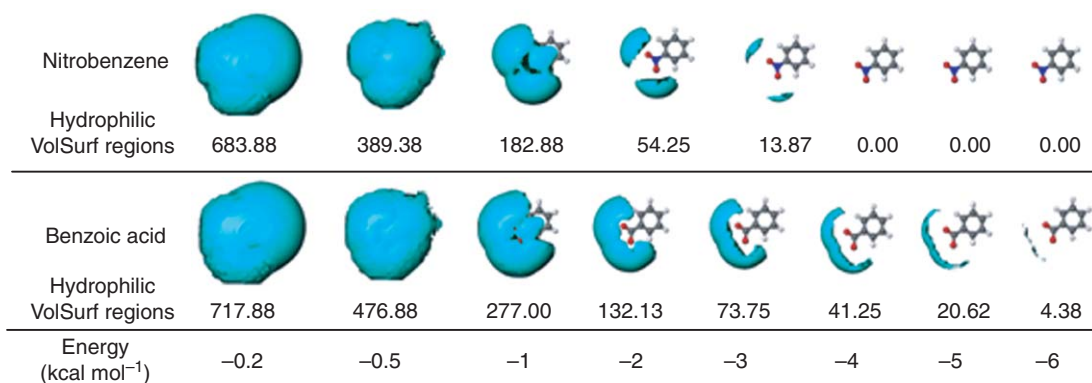 Nitrobenzene
Hydrophilic
VolSurf regions 683.88 389.38 182.88 54.25 13.87 0.00 0.00 0.00
Benzoic acid
Hydrophilic
VolSurf regions 717.88 476.88 277.00 132.13 73.75 41.25 20.62 4.38
Energy
(kcal mol⁻¹) –0.2 –0.5 –1 –2 –3 –4 –5 –6